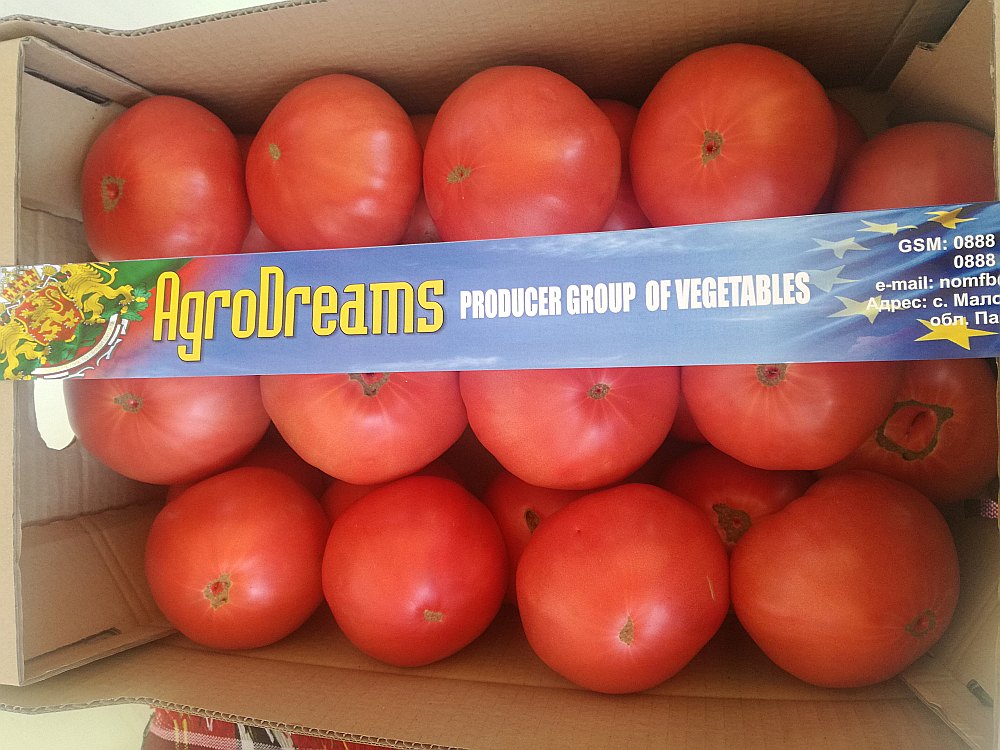 AgroDreams PRODUCER GROUP OF VEGETABLES
GSM: 0888
0888
e-mail: nomfb
Адрес: с. Мало
обл. Па